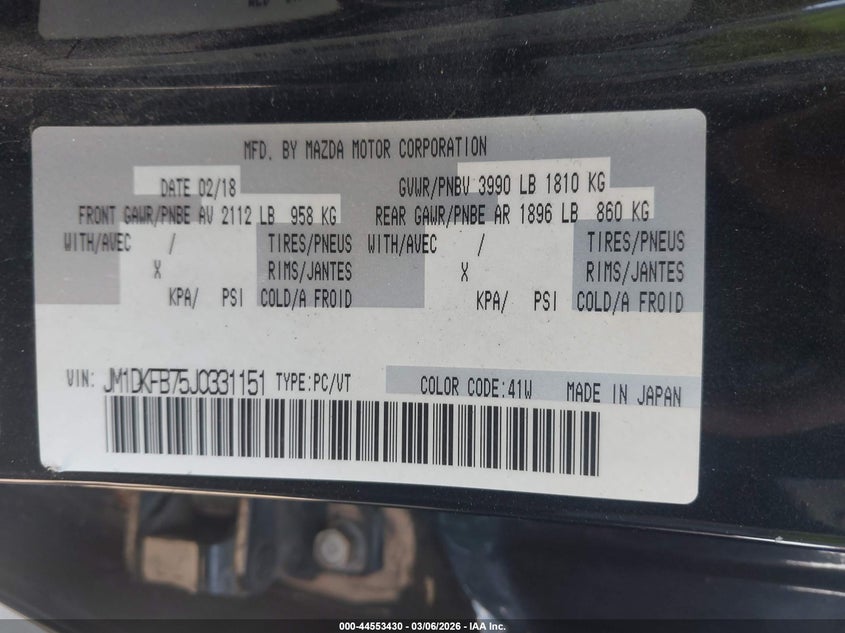 MFD. BY MAZDA MOTOR CORPORATION
DATE 02/18 GVWR/PNBV 3990 LB 1810 KG
FRONT GAWR/PNBE AV 2112 LB 958 KG REAR GAWR/PNBE AR 1896 LB 860 KG
WITH/AVEC / TIRES/PNEUS WITH/AVEC / TIRES/PNEUS
X RIMS/JANTES X RIMS/JANTES
KPA/ PSI COLD/A FROID KPA/ PSI COLD/A FROID
VIN: JM1DKFB75J0331151 TYPE:PC/VT COLOR CODE:41W MADE IN JAPAN
000-44553430 - 03/06/2026 - IAA Inc.